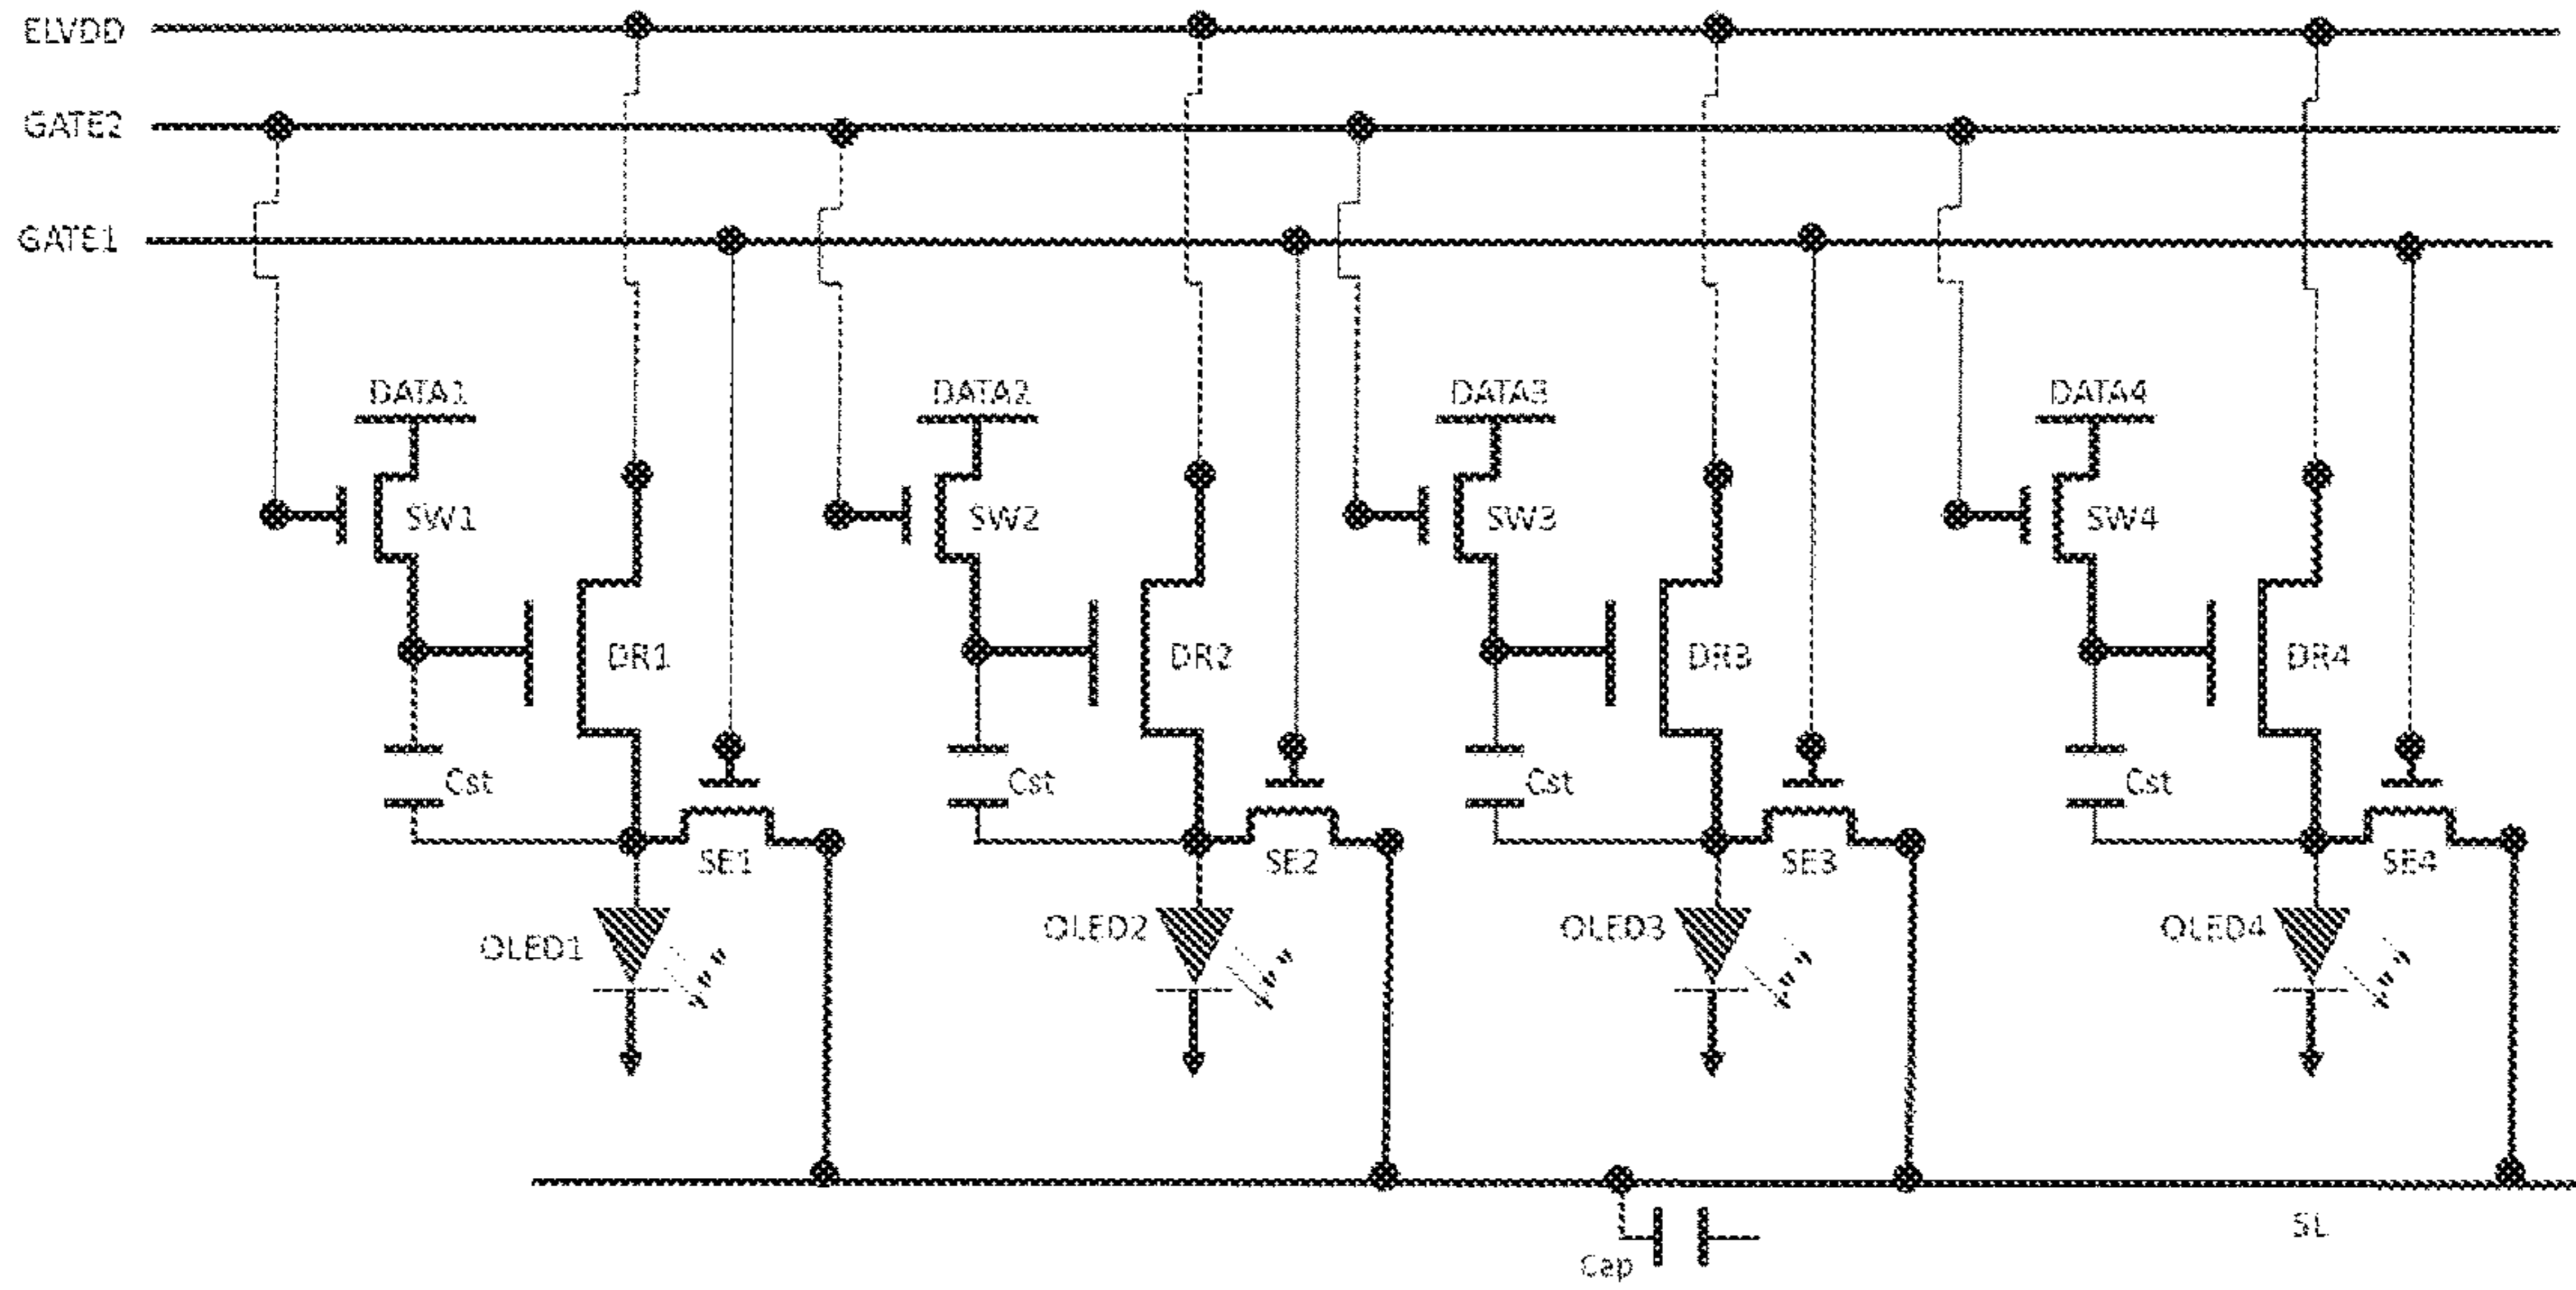 ELVDD
GATE2
GATE1
DATA1
DATA2
DATA3
DATA4
SW1
SW2
SW3
SW4
DR1
DR2
DR3
DR4
Cst
Cst
Cst
Cst
SE1
SE2
SE3
SE4
OLED1
OLED2
OLED3
OLED4
SL
Cap